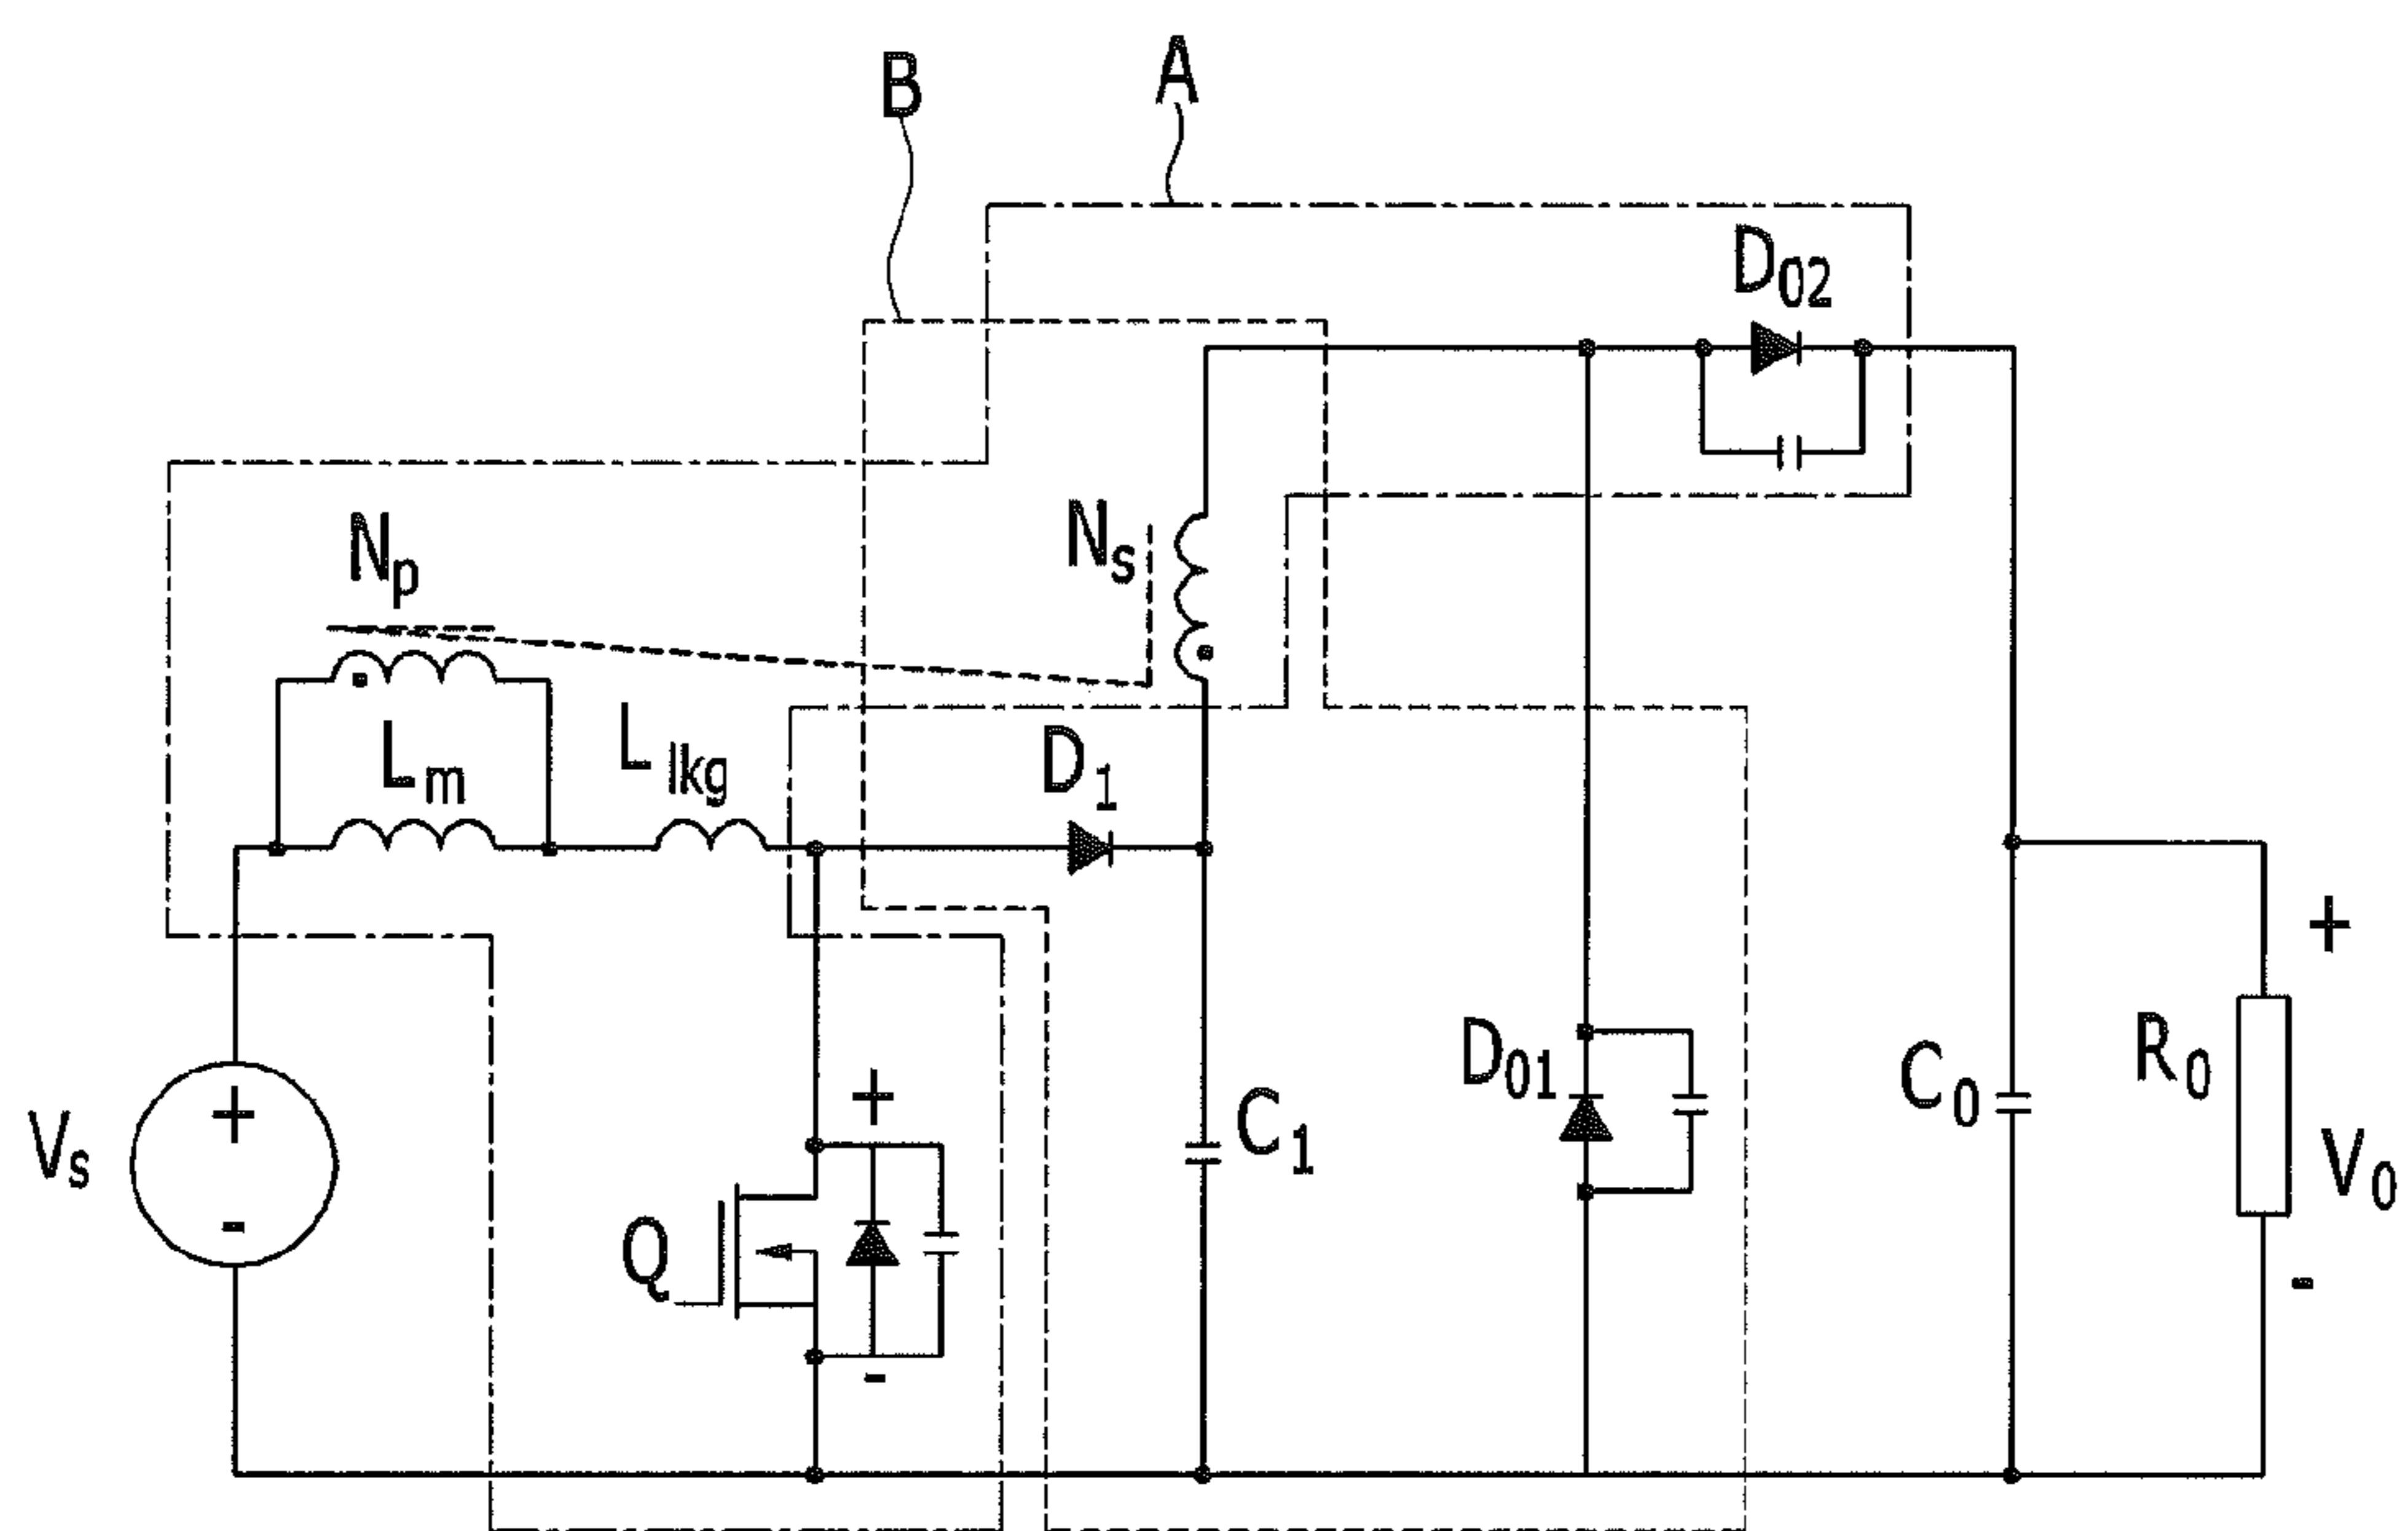 B
A
D02
Np
Ns
Lm
Llkg
D1
Vs
+
-
Q
+
-
C1
D01
C0
R0
+
V0
-